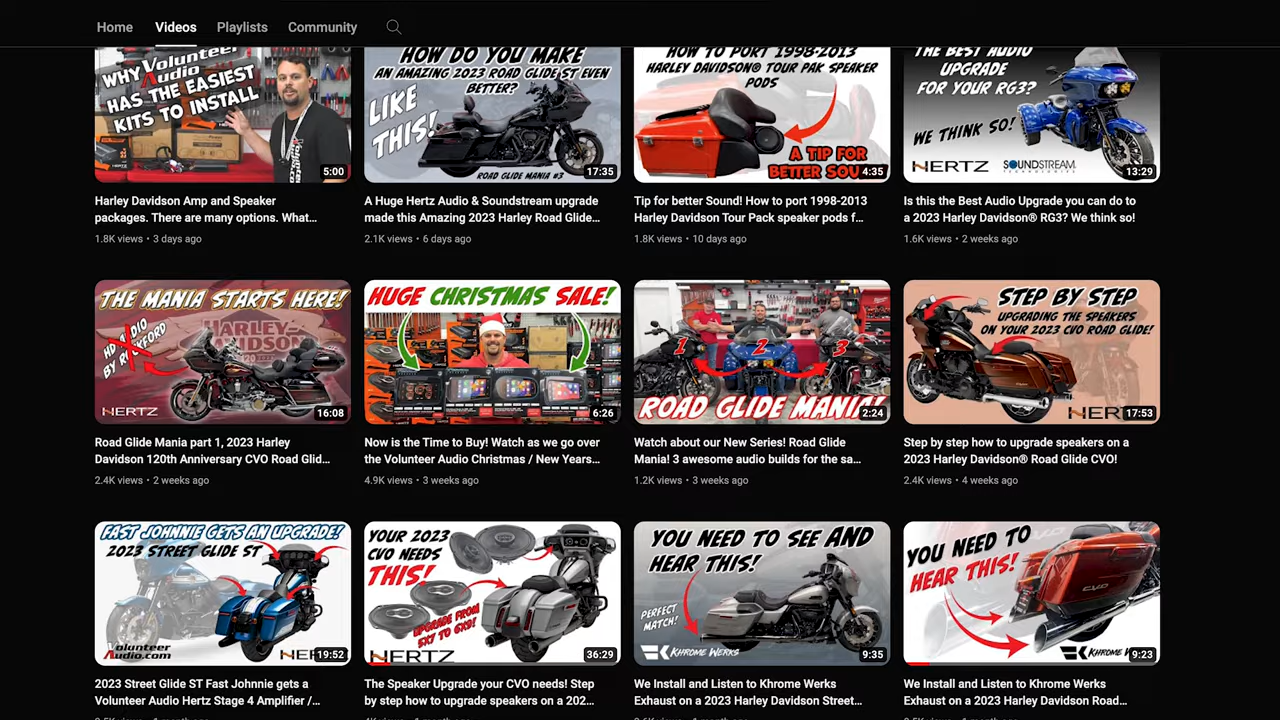 Home Videos Playlists Community
WHY Volunteer
Audio
HAS THE EASIEST
KITS TO INSTALL
5:00
HOW DO YOU MAKE
AN AMAZING 2023 ROAD GLIDE ST EVEN
BETTER?
LIKE
THIS!
ROAD GLIDE MANIA #3
17:35
HOW TO PORT 1998-2013
HARLEY DAVIDSON® TOUR PAK SPEAKER
PODS
A TIP FOR
BETTER SOU
4:35
THE BEST AUDIO
UPGRADE
FOR YOUR RG3?
WE THINK SO!
HERTZ SOUNDSTREAM
TECHNOLOGIES
13:29
Harley Davidson Amp and Speaker
packages. There are many options. What...
1.8K views • 3 days ago
A Huge Hertz Audio & Soundstream upgrade
made this Amazing 2023 Harley Road Glide...
2.1K views • 6 days ago
Tip for better Sound! How to port 1998-2013
Harley Davidson Tour Pack speaker pods f...
1.8K views • 10 days ago
Is this the Best Audio Upgrade you can do to
a 2023 Harley Davidson® RG3? We think so!
1.6K views • 2 weeks ago
THE MANIA STARTS HERE!
HARLEY-
DAVIDSON
HERTZ
16:08
HUGE CHRISTMAS SALE!
6:26
1 2 3
ROAD GLIDE MANIA!
2:24
STEP BY STEP
UPGRADING THE SPEAKERS
ON YOUR 2023 CVO ROAD GLIDE!
HER
17:53
Road Glide Mania part 1, 2023 Harley
Davidson 120th Anniversary CVO Road Glid...
2.4K views • 2 weeks ago
Now is the Time to Buy! Watch as we go over
the Volunteer Audio Christmas / New Years...
4.9K views • 3 weeks ago
Watch about our New Series! Road Glide
Mania! 3 awesome audio builds for the sa...
1.2K views • 3 weeks ago
Step by step how to upgrade speakers on a
2023 Harley Davidson® Road Glide CVO!
2.4K views • 4 weeks ago
FAST JOHNNIE GETS AN UPGRADE!
2023 STREET GLIDE ST
Volunteer
Audio.com
HE
19:52
YOUR 2023
CVO NEEDS
THIS!
UPGRADE FROM
5X7 TO 6X9!
HERTZ
36:29
YOU NEED TO SEE AND
HEAR THIS!
PERFECT
MATCH!
KHROME WERKS
9:35
YOU NEED TO
HEAR THIS!
CVO
KHROME W
9:23
2023 Street Glide ST Fast Johnnie gets a
Volunteer Audio Hertz Stage 4 Amplifier /...
The Speaker Upgrade your CVO needs! Step
by step how to upgrade speakers on a 202...
We Install and Listen to Khrome Werks
Exhaust on a 2023 Harley Davidson Street...
We Install and Listen to Khrome Werks
Exhaust on a 2023 Harley Davidson Road...